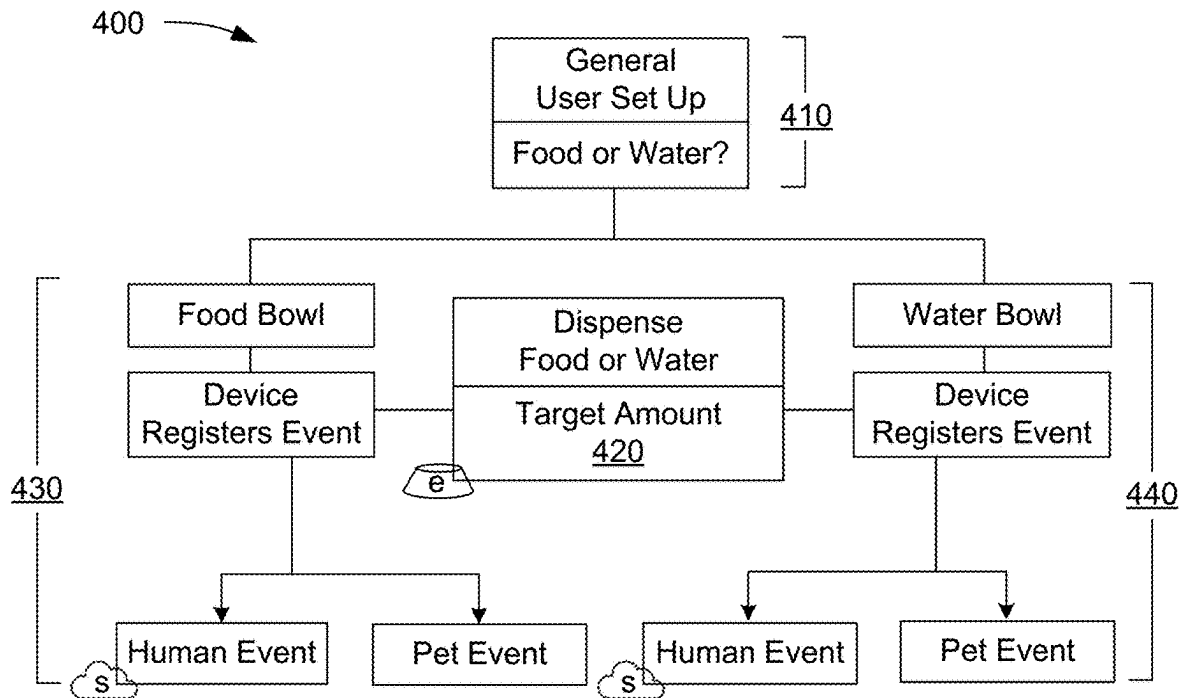 400
General
User Set Up
410
Food or Water?
Food Bowl
Dispense
Food or Water
Water Bowl
Device
Registers Event
Target Amount
420
Device
Registers Event
e
430
440
Human Event
Pet Event
Human Event
Pet Event
s
s